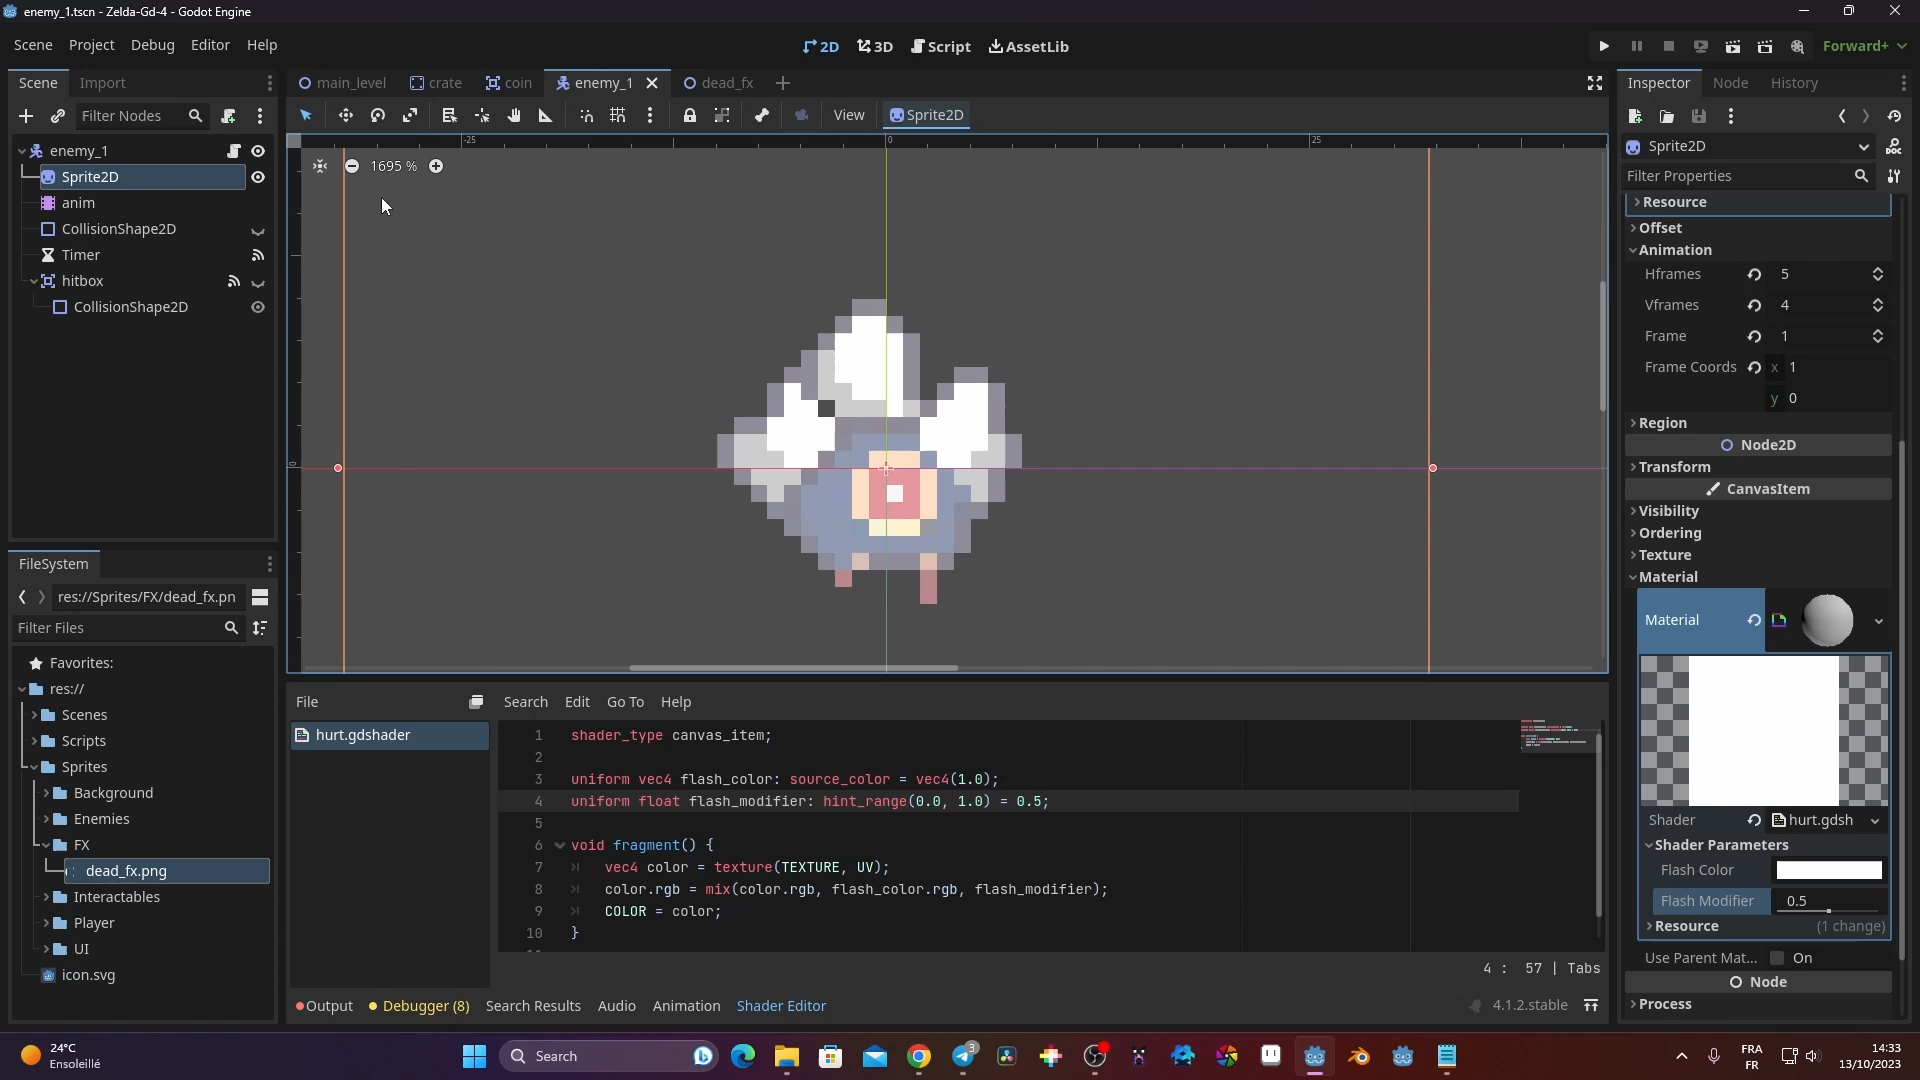 enemy_1.tscn - Zelda-Gd-4 - Godot Engine
Scene Project Debug Editor Help
2D 3D Script AssetLib
Forward+
Scene Import
Filter Nodes
enemy_1
Sprite2D
anim
CollisionShape2D
Timer
hitbox
CollisionShape2D
FileSystem
res://Sprites/FX/dead_fx.pn
Filter Files
Favorites:
res://
Scenes
Scripts
Sprites
Background
Enemies
FX
dead_fx.png
Interactables
Player
UI
icon.svg
main_level crate coin enemy_1 dead_fx
View Sprite2D
-25 0 25
1695 %
0
File Search Edit Go To Help
hurt.gdshader
1 shader_type canvas_item;
2
3 uniform vec4 flash_color: source_color = vec4(1.0);
4 uniform float flash_modifier: hint_range(0.0, 1.0) = 0.5;
5
6 void fragment() {
7 vec4 color = texture(TEXTURE, UV);
8 color.rgb = mix(color.rgb, flash_color.rgb, flash_modifier);
9 COLOR = color;
10 }
4 : 57 | Tabs
Output Debugger (8) Search Results Audio Animation Shader Editor
4.1.2.stable
Inspector Node History
Sprite2D
Filter Properties
Resource
Offset
Animation
Hframes 5
Vframes 4
Frame 1
Frame Coords x 1
y 0
Region
Node2D
Transform
CanvasItem
Visibility
Ordering
Texture
Material
Material
Shader hurt.gdsh
Shader Parameters
Flash Color
Flash Modifier 0.5
Resource (1 change)
Use Parent Mat... On
Node
Process
24°C
Ensoleillé
Search
3
FRA
FR
14:33
13/10/2023